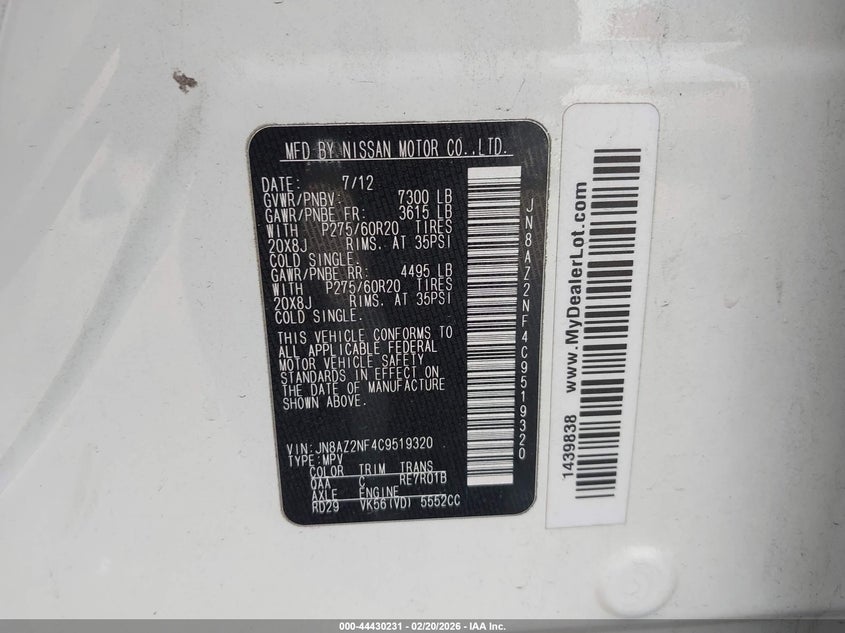 MFD BY NISSAN MOTOR CO.,LTD.
DATE: 7/12
GVWR/PNBV: 7300 LB
GAWR/PNBE FR: 3615 LB
WITH P275/60R20 TIRES
20X8J RIMS. AT 35PSI
COLD SINGLE.
GAWR/PNBE RR: 4495 LB
WITH P275/60R20 TIRES
20X8J RIMS. AT 35PSI
COLD SINGLE.
THIS VEHICLE CONFORMS TO
ALL APPLICABLE FEDERAL
MOTOR VEHICLE SAFETY
STANDARDS IN EFFECT ON
THE DATE OF MANUFACTURE
SHOWN ABOVE.
VIN:JN8AZ2NF4C9519320
TYPE:MPV
COLOR TRIM TRANS
QAA C RE7R01B
AXLE ENGINE
RD29 VK56(VD) 5552CC
JN8AZ2NF4C9519320
1439838 www.MyDealerLot.com
000-44430231 - 02/20/2026 - IAA Inc.